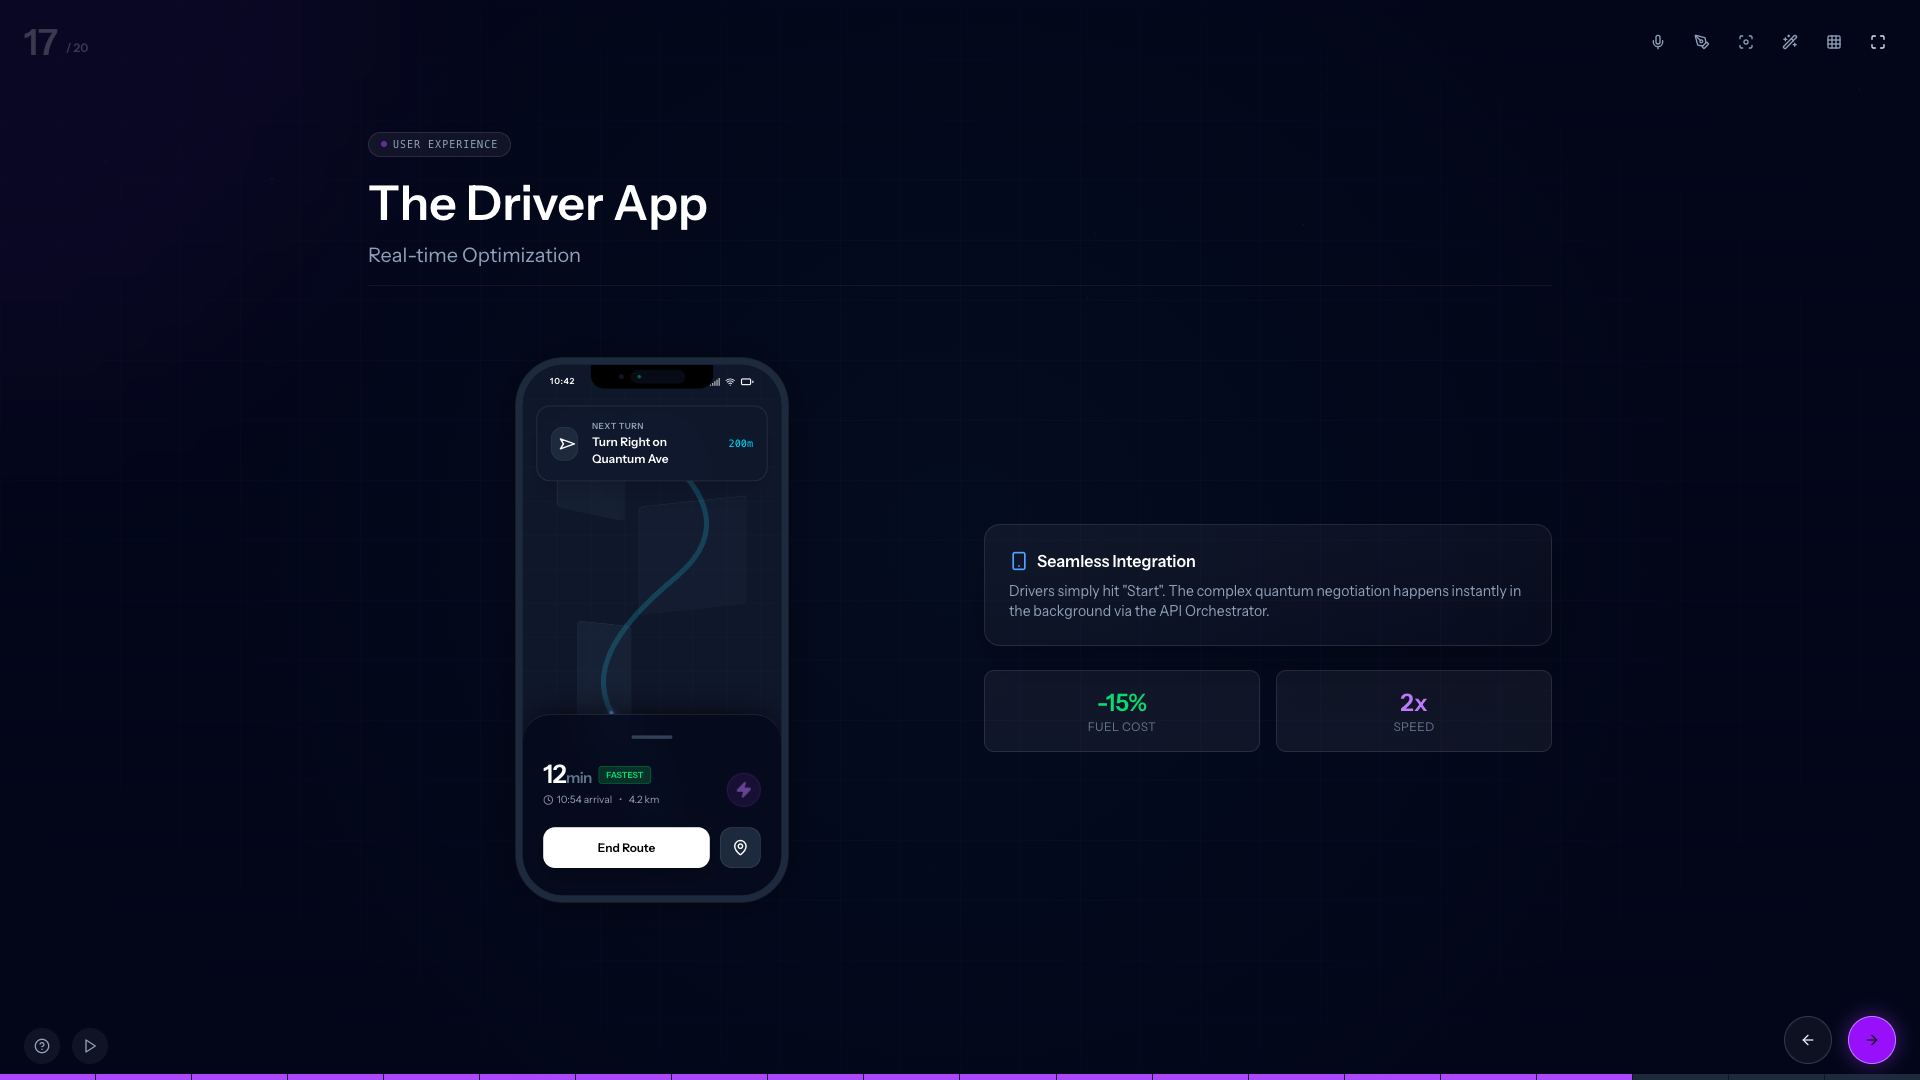 17 / 20
USER EXPERIENCE
The Driver App
Real-time Optimization
10:42
NEXT TURN
Turn Right on
Quantum Ave
200m
12min FASTEST
10:54 arrival • 4.2 km
End Route
Seamless Integration
Drivers simply hit "Start". The complex quantum negotiation happens instantly in
the background via the API Orchestrator.
-15%
FUEL COST
2x
SPEED